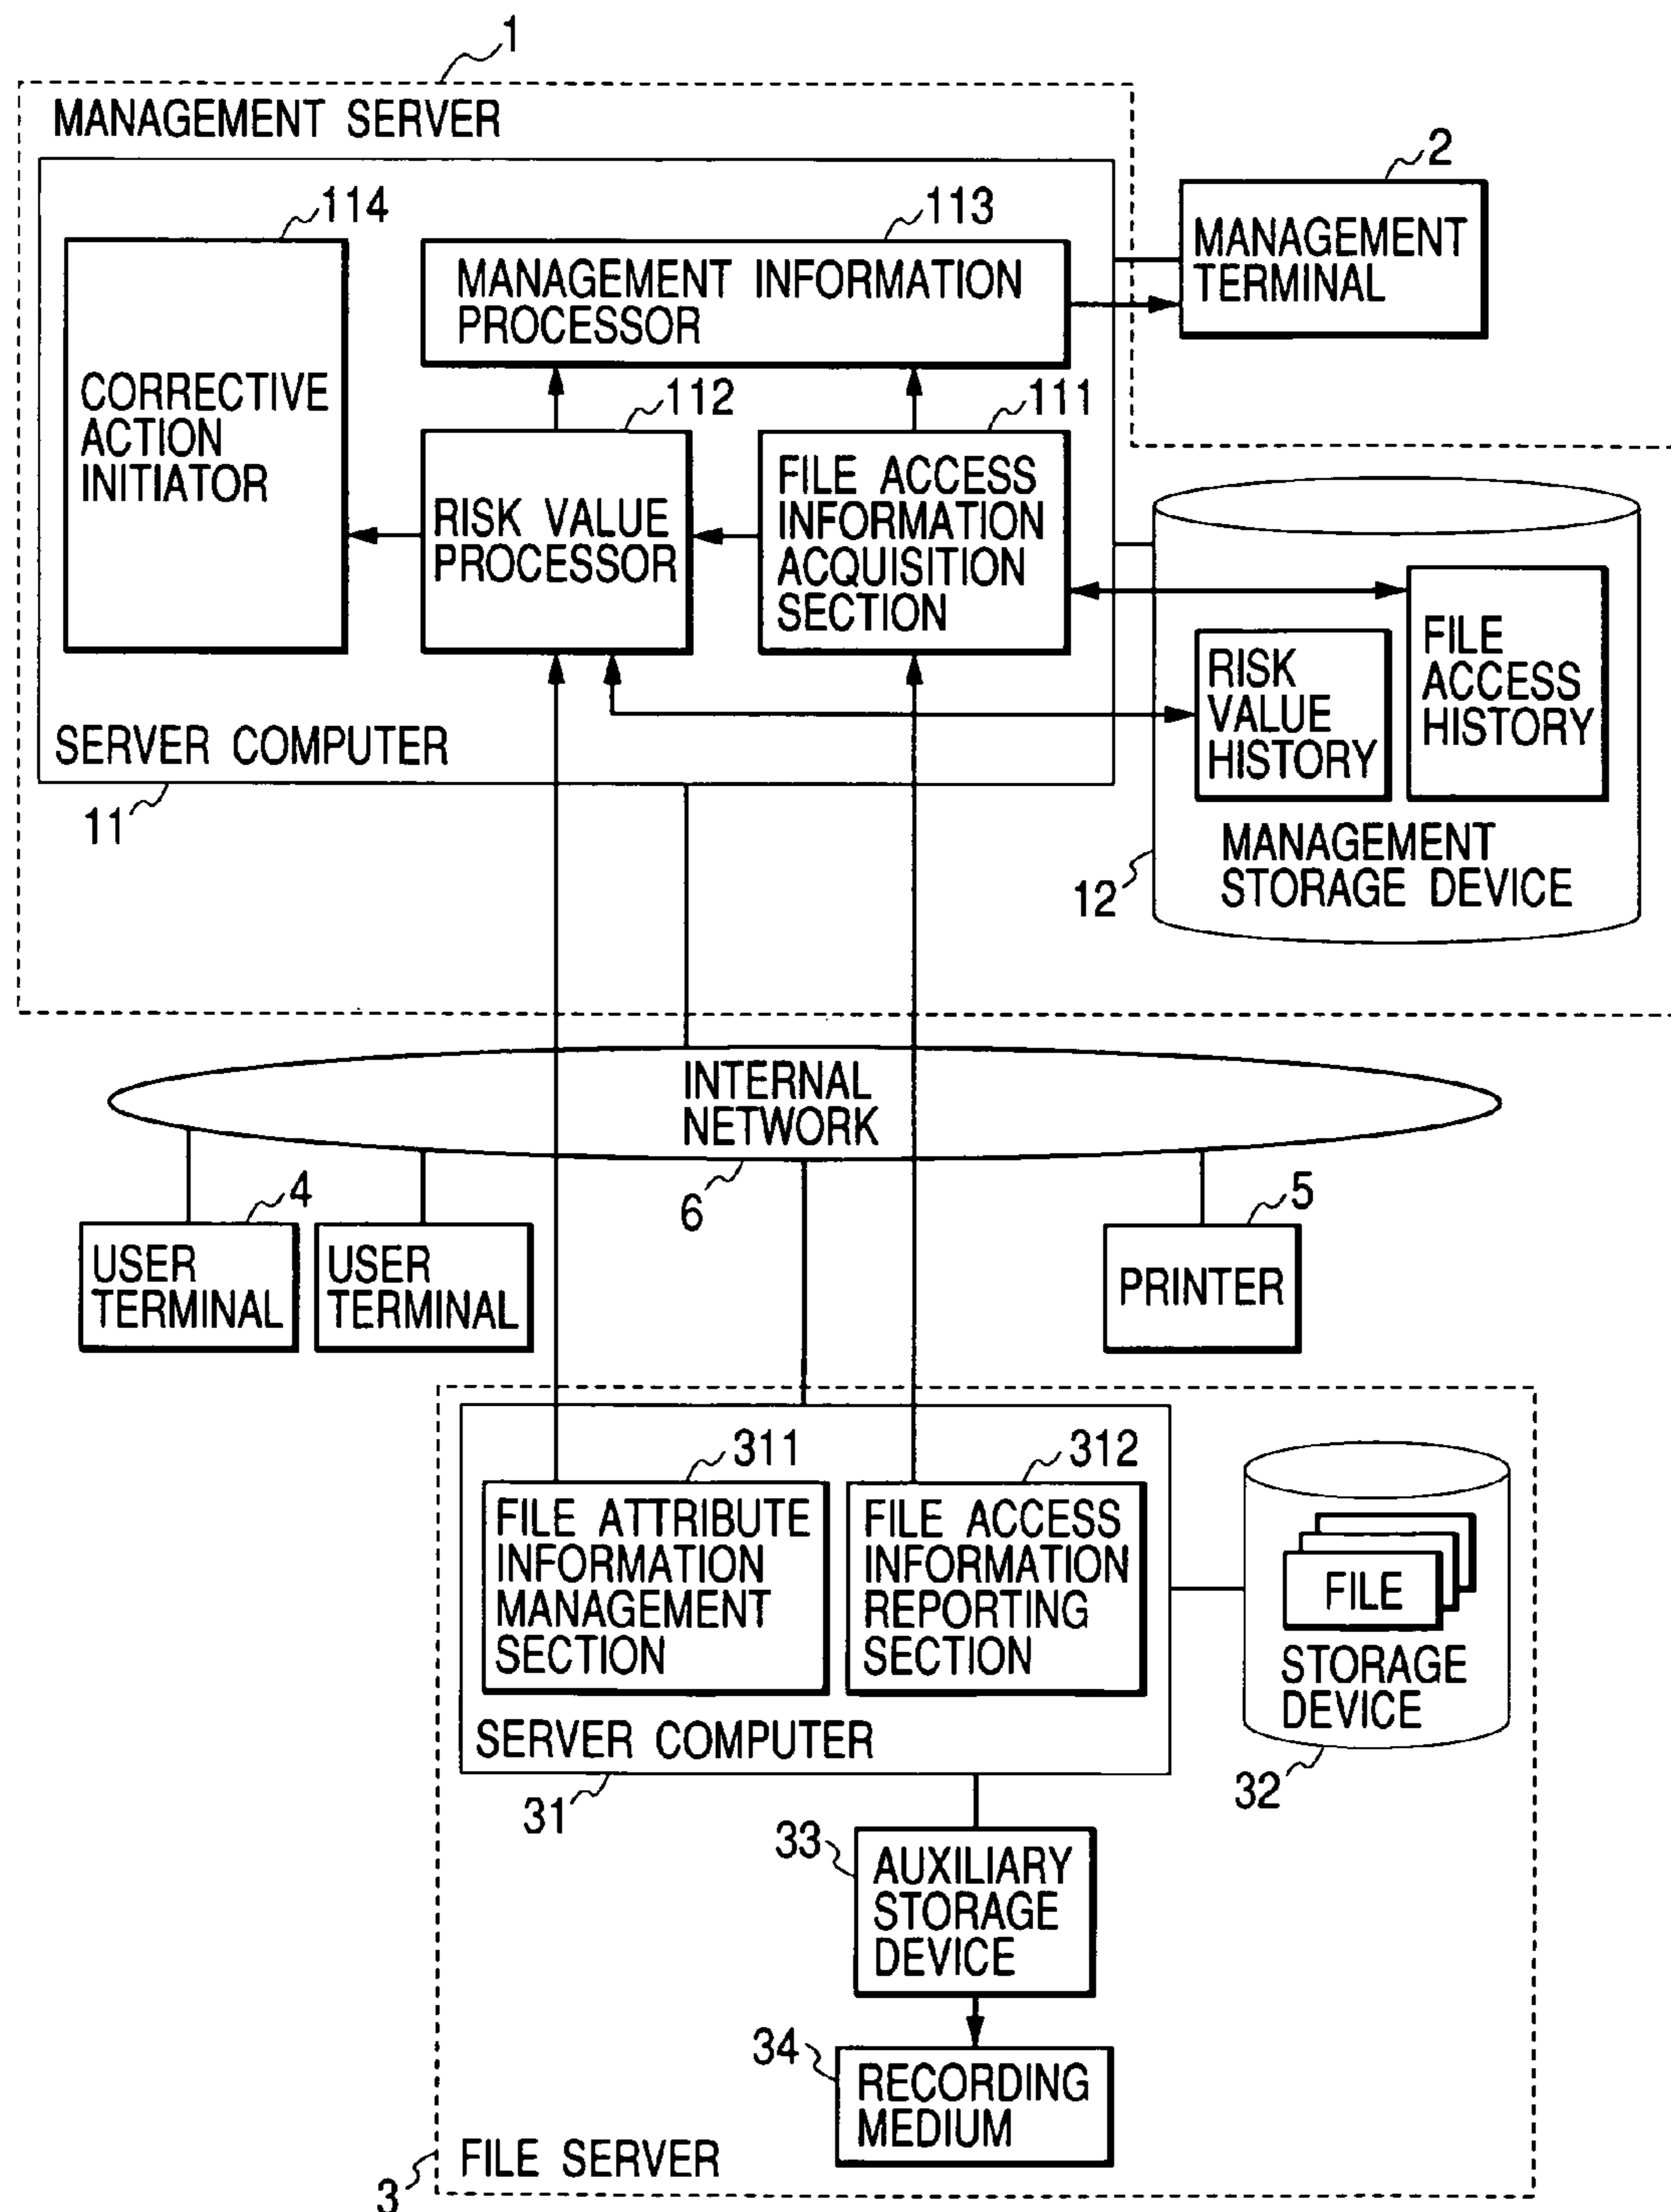 1
MANAGEMENT SERVER
2
114
113
MANAGEMENT
TERMINAL
MANAGEMENT INFORMATION
PROCESSOR
CORRECTIVE
ACTION
INITIATOR
112
111
RISK VALUE
PROCESSOR
FILE ACCESS
INFORMATION
ACQUISITION
SECTION
RISK
VALUE
HISTORY
FILE
ACCESS
HISTORY
SERVER COMPUTER
11
MANAGEMENT
STORAGE DEVICE
12
INTERNAL
NETWORK
6
4
USER
TERMINAL
USER
TERMINAL
5
PRINTER
311
312
FILE ATTRIBUTE
INFORMATION
MANAGEMENT
SECTION
FILE ACCESS
INFORMATION
REPORTING
SECTION
FILE
STORAGE
DEVICE
SERVER COMPUTER
31
32
33
AUXILIARY
STORAGE
DEVICE
34
RECORDING
MEDIUM
FILE SERVER
3